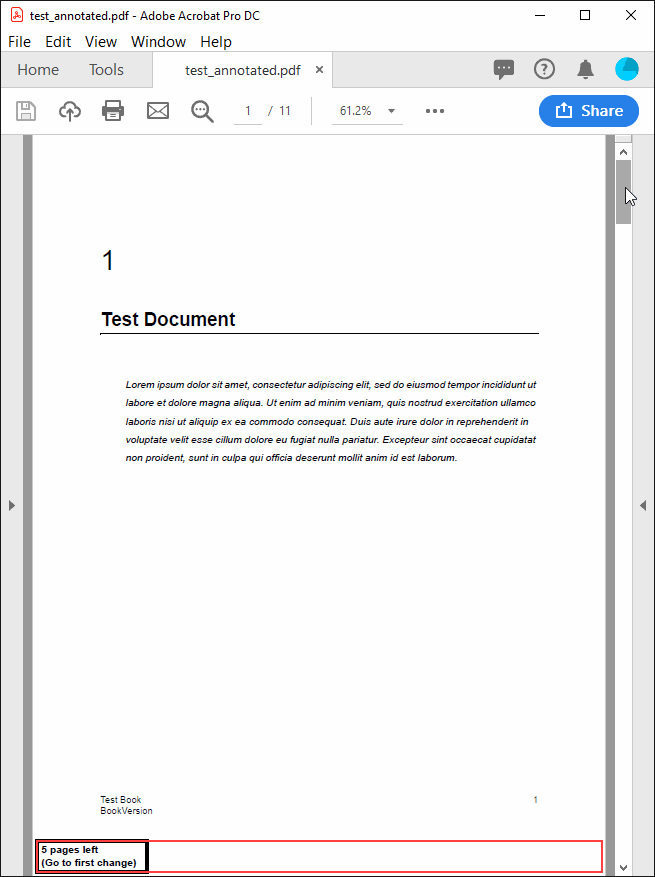 test_annotated.pdf - Adobe Acrobat Pro DC
File Edit View Window Help
Home Tools test_annotated.pdf ×
1 / 11 61.2% Share
1
Test Document
Lorem ipsum dolor sit amet, consectetur adipiscing elit, sed do eiusmod tempor incididunt ut
labore et dolore magna aliqua. Ut enim ad minim veniam, quis nostrud exercitation ullamco
laboris nisi ut aliquip ex ea commodo consequat. Duis aute irure dolor in reprehenderit in
voluptate velit esse cillum dolore eu fugiat nulla pariatur. Excepteur sint occaecat cupidatat
non proident, sunt in culpa qui officia deserunt mollit anim id est laborum.
Test Book 1
BookVersion
5 pages left
(Go to first change)